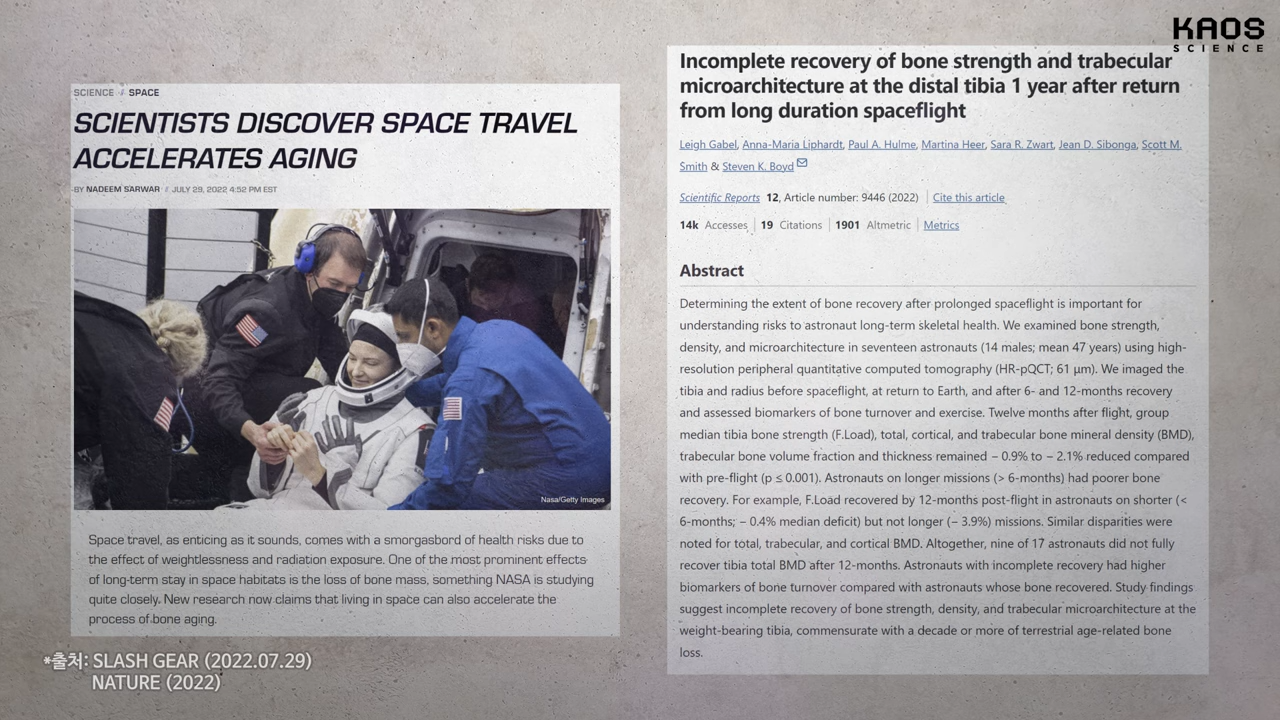 KAOS
SCIENCE
SCIENCE / SPACE
SCIENTISTS DISCOVER SPACE TRAVEL
ACCELERATES AGING
BY NADEEM SARWAR / JULY 29, 2022 4:52 PM EST
Nasa/Getty Images
Space travel, as enticing as it sounds, comes with a smorgasbord of health risks due to
the effect of weightlessness and radiation exposure. One of the most prominent effects
of long-term stay in space habitats is the loss of bone mass, something NASA is studying
quite closely. New research now claims that living in space can also accelerate the
process of bone aging.
*출처: SLASH GEAR (2022.07.29)
NATURE (2022)
Incomplete recovery of bone strength and trabecular
microarchitecture at the distal tibia 1 year after return
from long duration spaceflight
Leigh Gabel, Anna-Maria Liphardt, Paul A. Hulme, Martina Heer, Sara R. Zwart, Jean D. Sibonga, Scott M.
Smith & Steven K. Boyd
Scientific Reports 12, Article number: 9446 (2022) | Cite this article
14k Accesses | 19 Citations | 1901 Altmetric | Metrics
Abstract
Determining the extent of bone recovery after prolonged spaceflight is important for
understanding risks to astronaut long-term skeletal health. We examined bone strength,
density, and microarchitecture in seventeen astronauts (14 males; mean 47 years) using high-
resolution peripheral quantitative computed tomography (HR-pQCT; 61 μm). We imaged the
tibia and radius before spaceflight, at return to Earth, and after 6- and 12-months recovery
and assessed biomarkers of bone turnover and exercise. Twelve months after flight, group
median tibia bone strength (F.Load), total, cortical, and trabecular bone mineral density (BMD),
trabecular bone volume fraction and thickness remained − 0.9% to − 2.1% reduced compared
with pre-flight (p ≤ 0.001). Astronauts on longer missions (> 6-months) had poorer bone
recovery. For example, F.Load recovered by 12-months post-flight in astronauts on shorter (<
6-months; − 0.4% median deficit) but not longer (− 3.9%) missions. Similar disparities were
noted for total, trabecular, and cortical BMD. Altogether, nine of 17 astronauts did not fully
recover tibia total BMD after 12-months. Astronauts with incomplete recovery had higher
biomarkers of bone turnover compared with astronauts whose bone recovered. Study findings
suggest incomplete recovery of bone strength, density, and trabecular microarchitecture at the
weight-bearing tibia, commensurate with a decade or more of terrestrial age-related bone
loss.